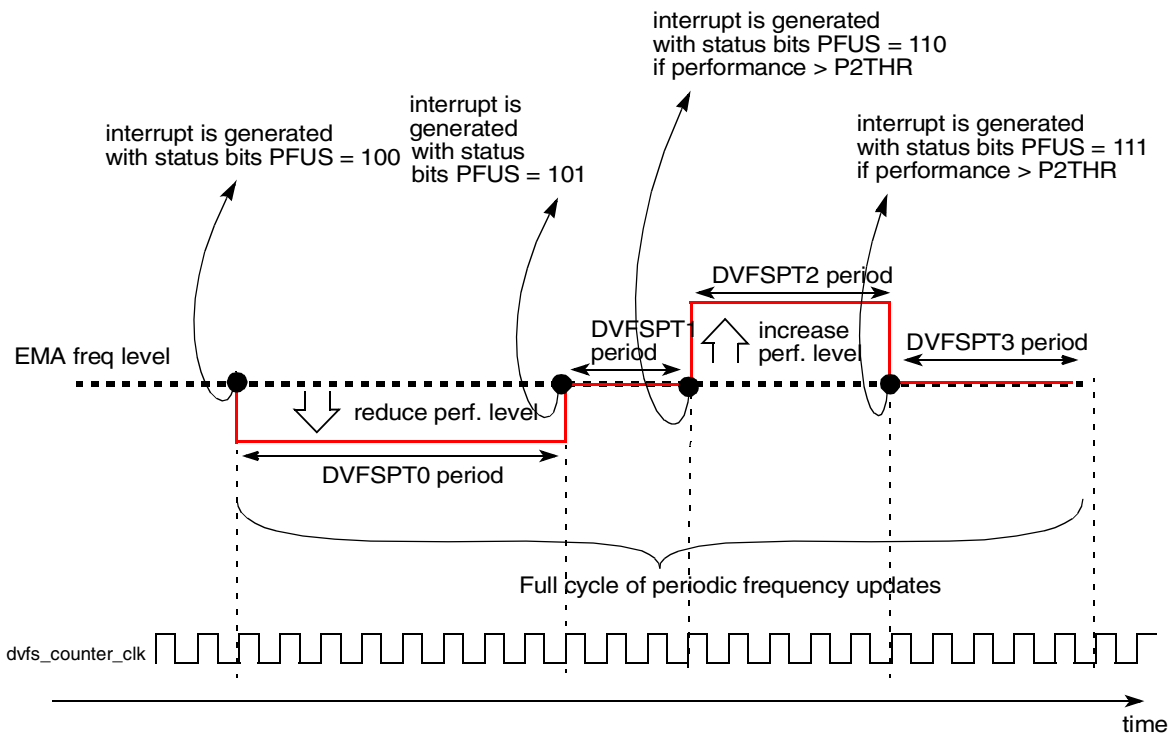 interrupt is generated
with status bits PFUS = 110
if performance > P2THR
interrupt is
generated
with status
bits PFUS = 101
interrupt is generated
with status bits PFUS = 100
interrupt is generated
with status bits PFUS = 111
if performance > P2THR
DVFSPT2 period
DVFSPT1
period
increase
perf. level
DVFSPT3 period
EMA freq level
reduce perf. level
DVFSPT0 period
Full cycle of periodic frequency updates
dvfs_counter_clk
time